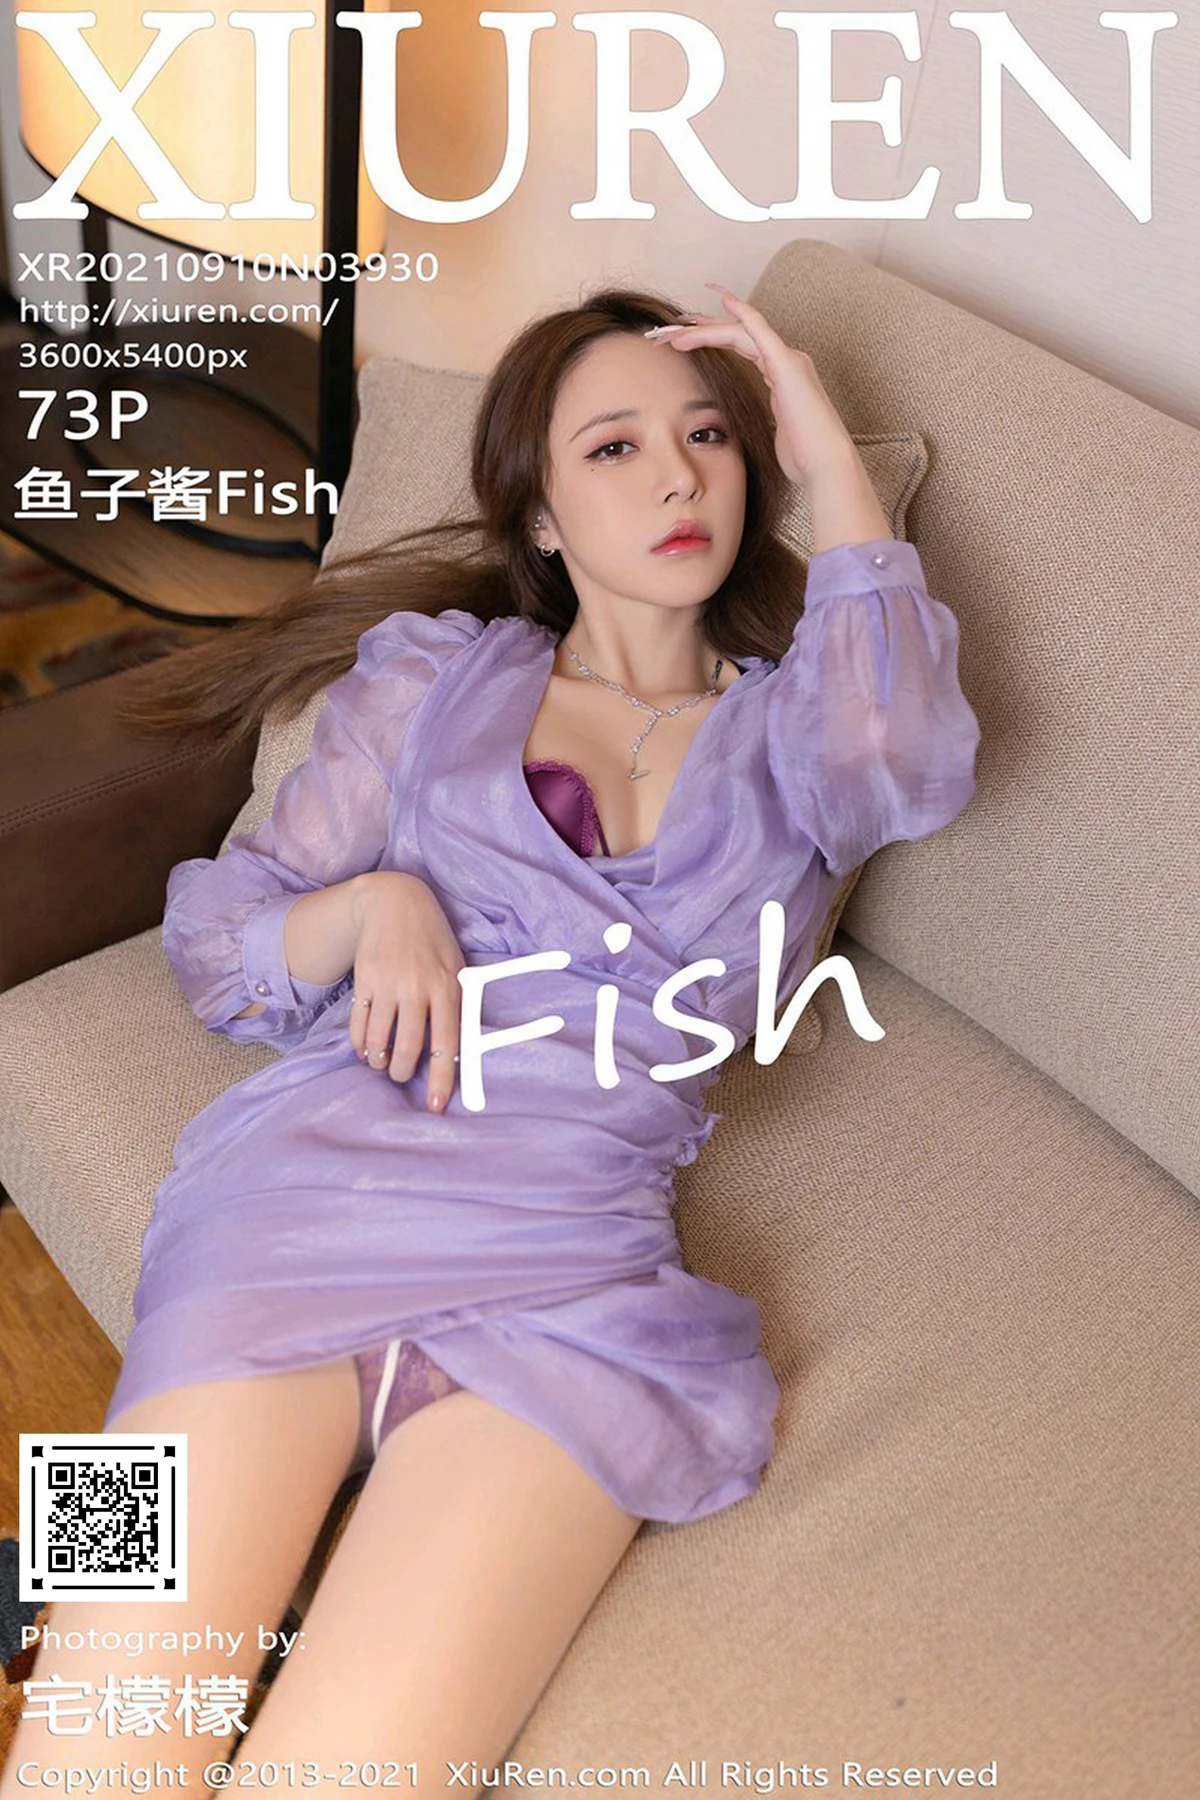 XIUREN
XR20210910N03930
http://xiuren.com/
3600x5400px
73P
鱼子酱Fish
Fish
Photography by:
宅檬檬
Copyright @2013-2021 XiuRen.com All Rights Reserved